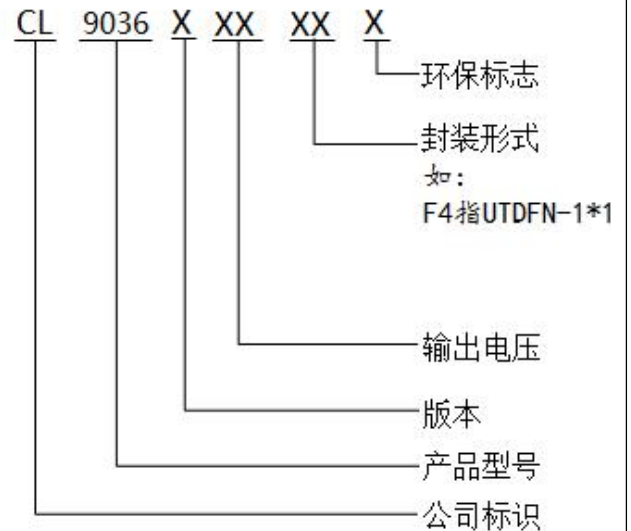 CL 9036 X XX XX X
环保标志
封装形式
如:
F4指UTDFN-1*1
输出电压
版本
产品型号
公司标识